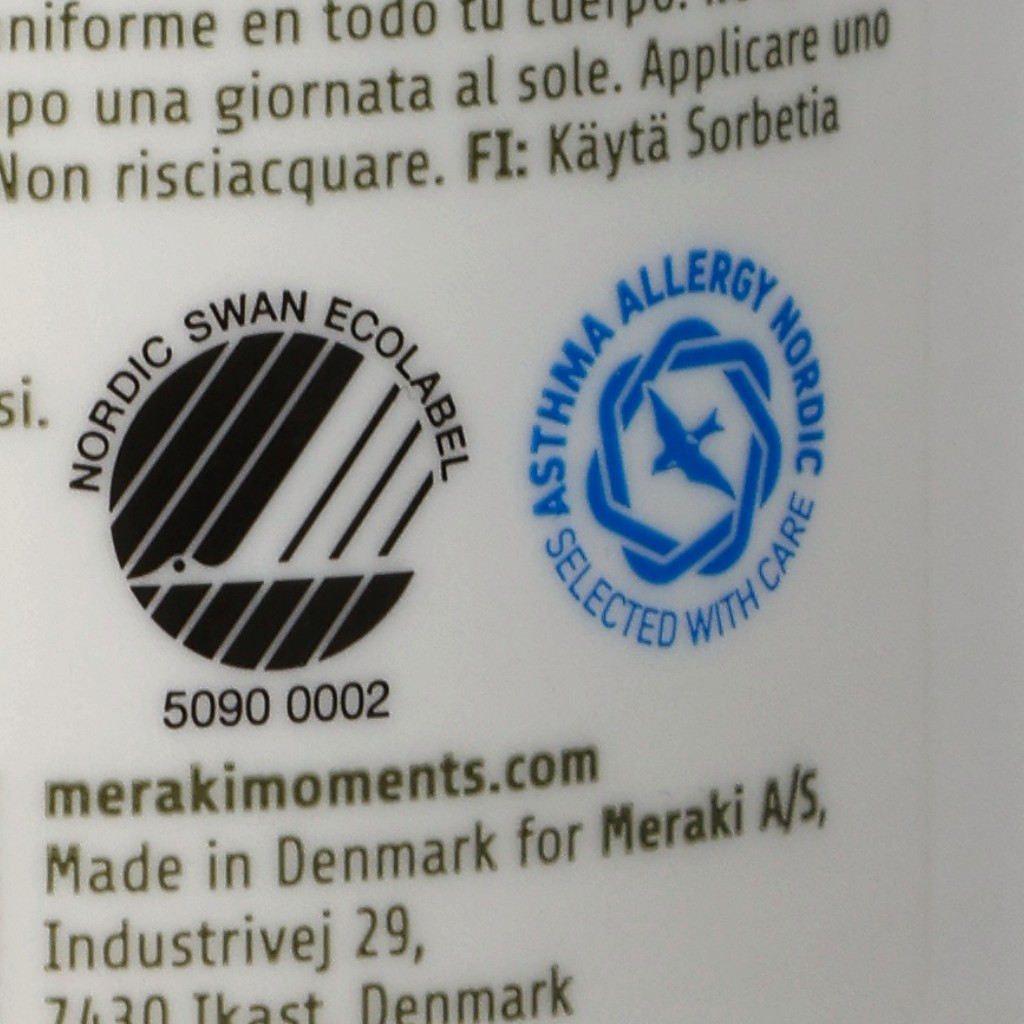 niforme en todo tu cuerpo.
po una giornata al sole. Applicare uno
Non risciacquare. FI: Käytä Sorbetia
si.
NORDIC SWAN ECOLABEL
5090 0002
ASTHMA ALLERGY NORDIC
SELECTED WITH CARE
merakimoments.com
Made in Denmark for Meraki A/S,
Industrivej 29,
7430 Ikast, Denmark